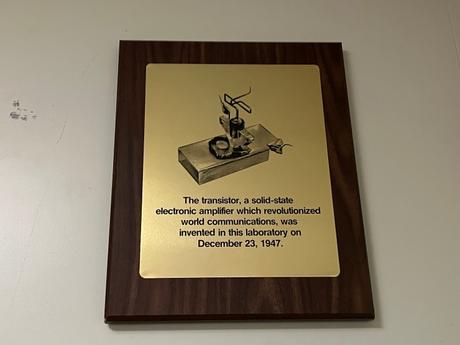 The transistor, a solid-state
electronic amplifier which revolutionized
world communications, was
invented in this laboratory on
December 23, 1947.